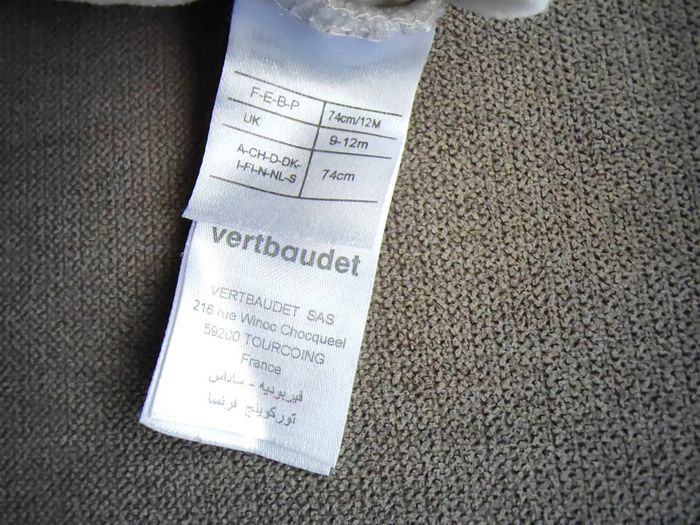 F-E-B-P 74cm/12M
UK 9-12m
A-CH-D-DK- 74cm
I-FI-N-NL-S
vertbaudet
VERTBAUDET SAS
216 rue Winoc Chocqueel
59200 TOURCOING
France
فيربوديه - ساداس
توركوينج فرنسا